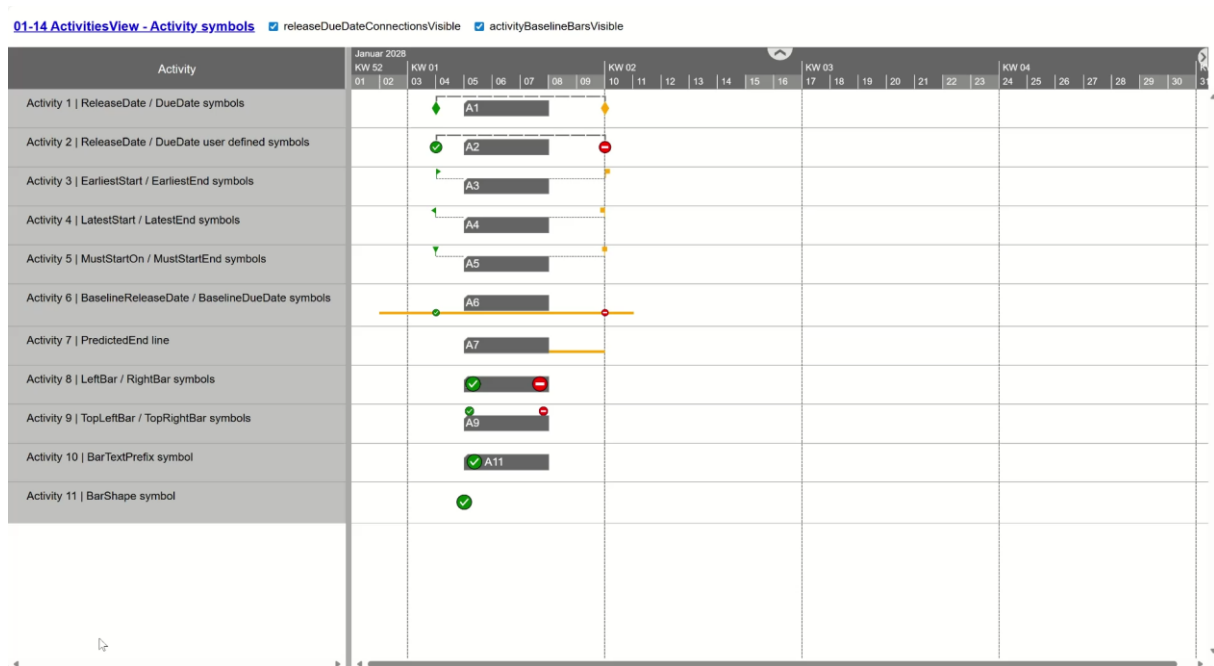 01-14 ActivitiesView - Activity symbols releaseDueDateConnectionsVisible activityBaselineBarsVisible
Activity
Januar 2028
KW 52 KW 01 KW 02 KW 03 KW 04
01 02 03 04 05 06 07 08 09 10 11 12 13 14 15 16 17 18 19 20 21 22 23 24 25 26 27 28 29 30 31
Activity 1 | ReleaseDate / DueDate symbols A1
Activity 2 | ReleaseDate / DueDate user defined symbols A2
Activity 3 | EarliestStart / EarliestEnd symbols A3
Activity 4 | LatestStart / LatestEnd symbols A4
Activity 5 | MustStartOn / MustStartEnd symbols A5
Activity 6 | BaselineReleaseDate / BaselineDueDate symbols A6
Activity 7 | PredictedEnd line A7
Activity 8 | LeftBar / RightBar symbols
Activity 9 | TopLeftBar / TopRightBar symbols A9
Activity 10 | BarTextPrefix symbol A11
Activity 11 | BarShape symbol